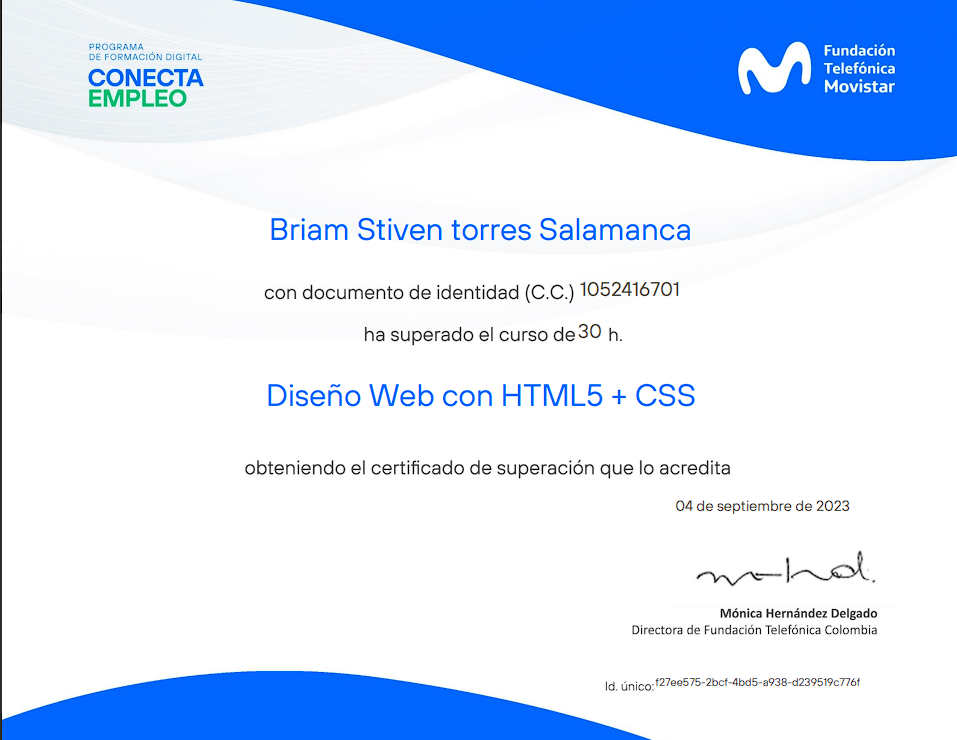 PROGRAMA
DE FORMACIÓN DIGITAL
CONECTA
EMPLEO
Fundación
Telefónica
Movistar
Briam Stiven torres Salamanca
con documento de identidad (C.C.) 1052416701
ha superado el curso de 30 h.
Diseño Web con HTML5 + CSS
obteniendo el certificado de superación que lo acredita
04 de septiembre de 2023
Mónica Hernández Delgado
Directora de Fundación Telefónica Colombia
Id. único: f27ee575-2bcf-4bd5-a938-d239519c776f